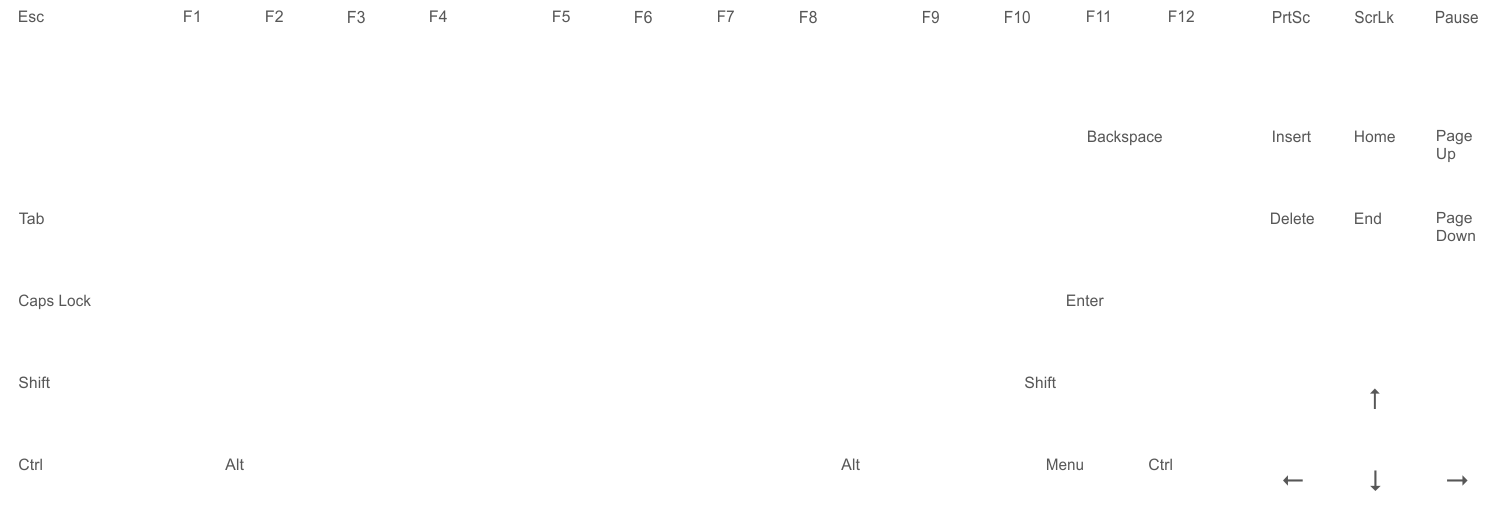 Esc F1 F2 F3 F4 F5 F6 F7 F8 F9 F10 F11 F12 PrtSc ScrLk Pause
Backspace Insert Home Page
Up
Tab Delete End Page
Down
Caps Lock Enter
Shift Shift ↑
Ctrl Alt Alt Menu Ctrl ← ↓ →